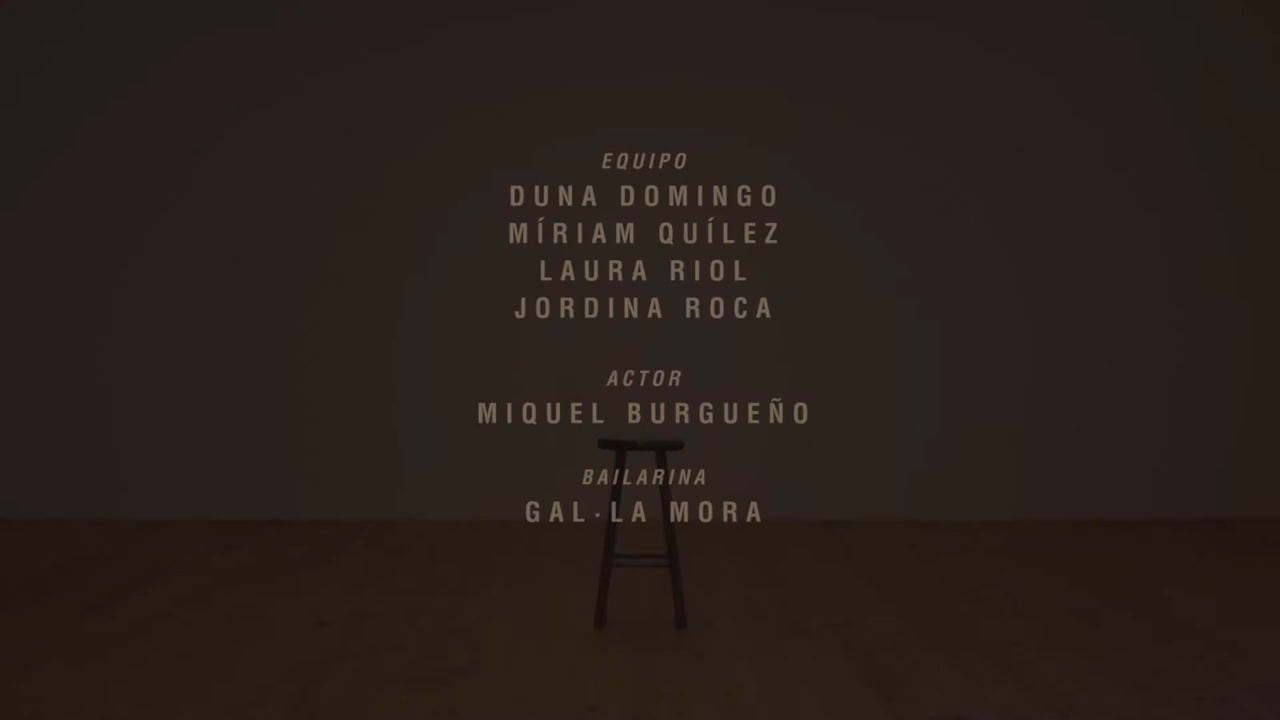 EQUIPO
DUNA DOMINGO
MÍRIAM QUÍLEZ
LAURA RIOL
JORDINA ROCA
ACTOR
MIQUEL BURGUEÑO
BAILARINA
GAL·LA MORA